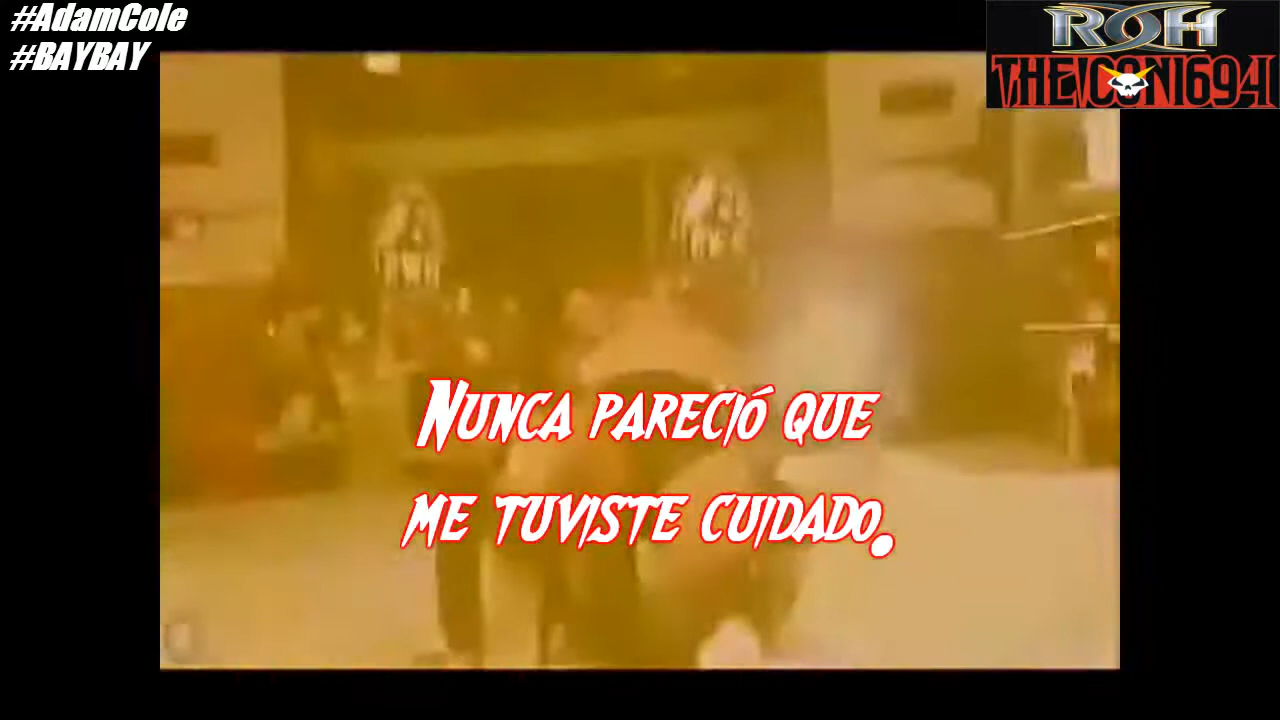 #AdamCole
#BAYBAY
ROH
THEICON1694
Nunca pareció que
me tuviste cuidado.